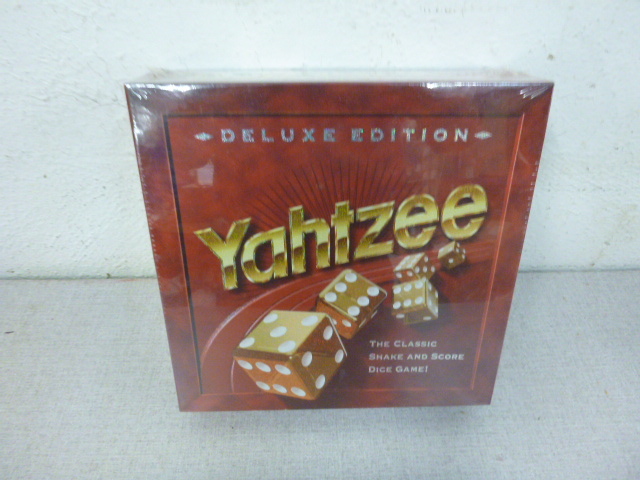 DELUXE EDITION
Yahtzee
THE CLASSIC
SHAKE AND SCORE
DICE GAME!